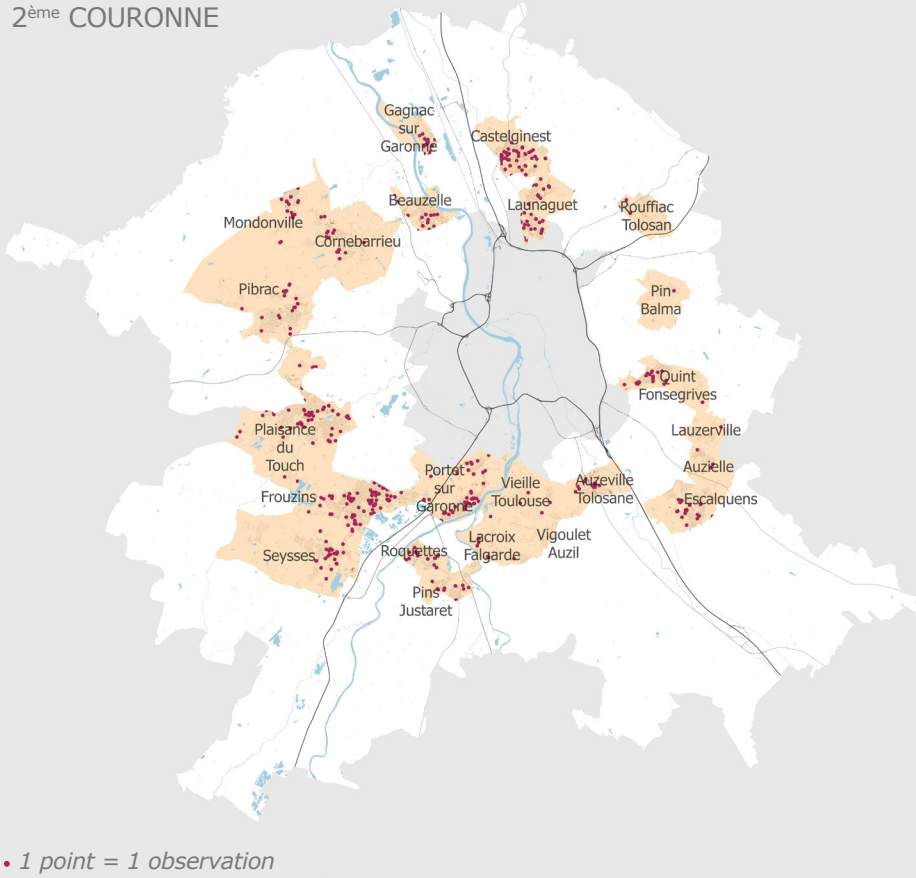 2ème COURONNE
Gagnac
sur
Garonne
Castelginest
Beauzelle
Launaguet
Rouffiac
Tolosan
Mondonville
Cornebarrieu
Pibrac
Pin
Balma
Quint
Fonsegrives
Plaisance
du
Touch
Lauzerville
Auzielle
Portet
sur
Garonne
Vieille
Toulouse
Auzeville
Tolosane
Frouzins
Escalquens
Seysses
Roquettes
Lacroix
Falgarde
Vigoulet
Auzil
Pins
Justaret
1 point = 1 observation